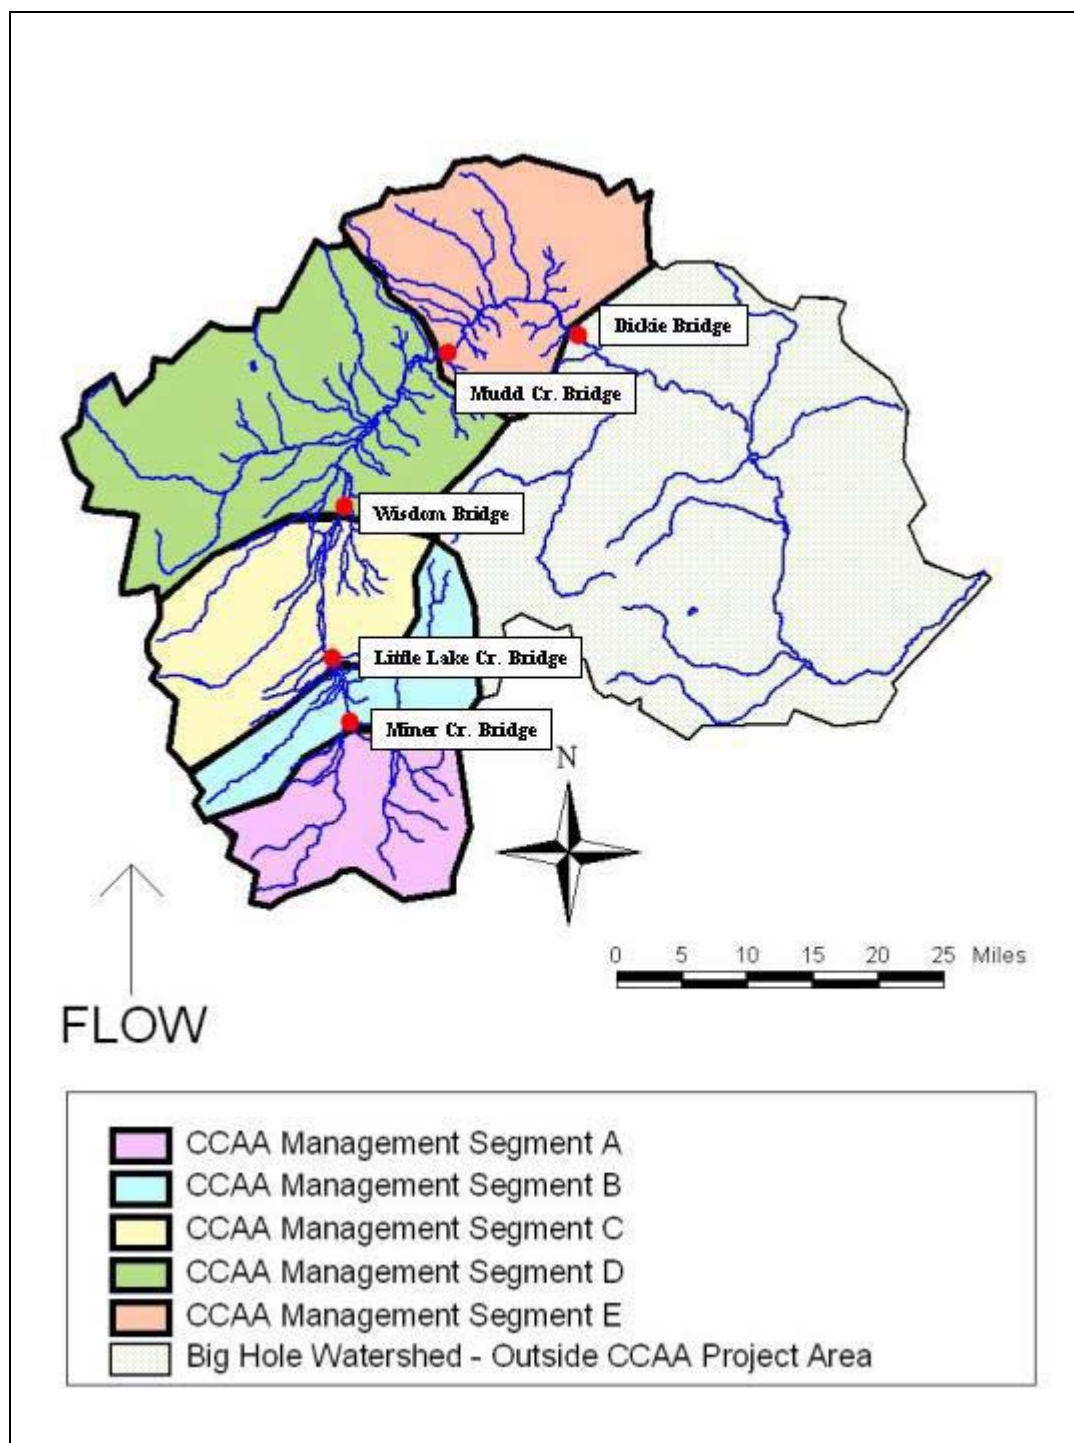 Dickie Bridge
Mudd Cr. Bridge
Wisdom Bridge
Little Lake Cr. Bridge
Miner Cr. Bridge
N
0 5 10 15 20 25 Miles
FLOW
CCAA Management Segment A
CCAA Management Segment B
CCAA Management Segment C
CCAA Management Segment D
CCAA Management Segment E
Big Hole Watershed - Outside CCAA Project Area